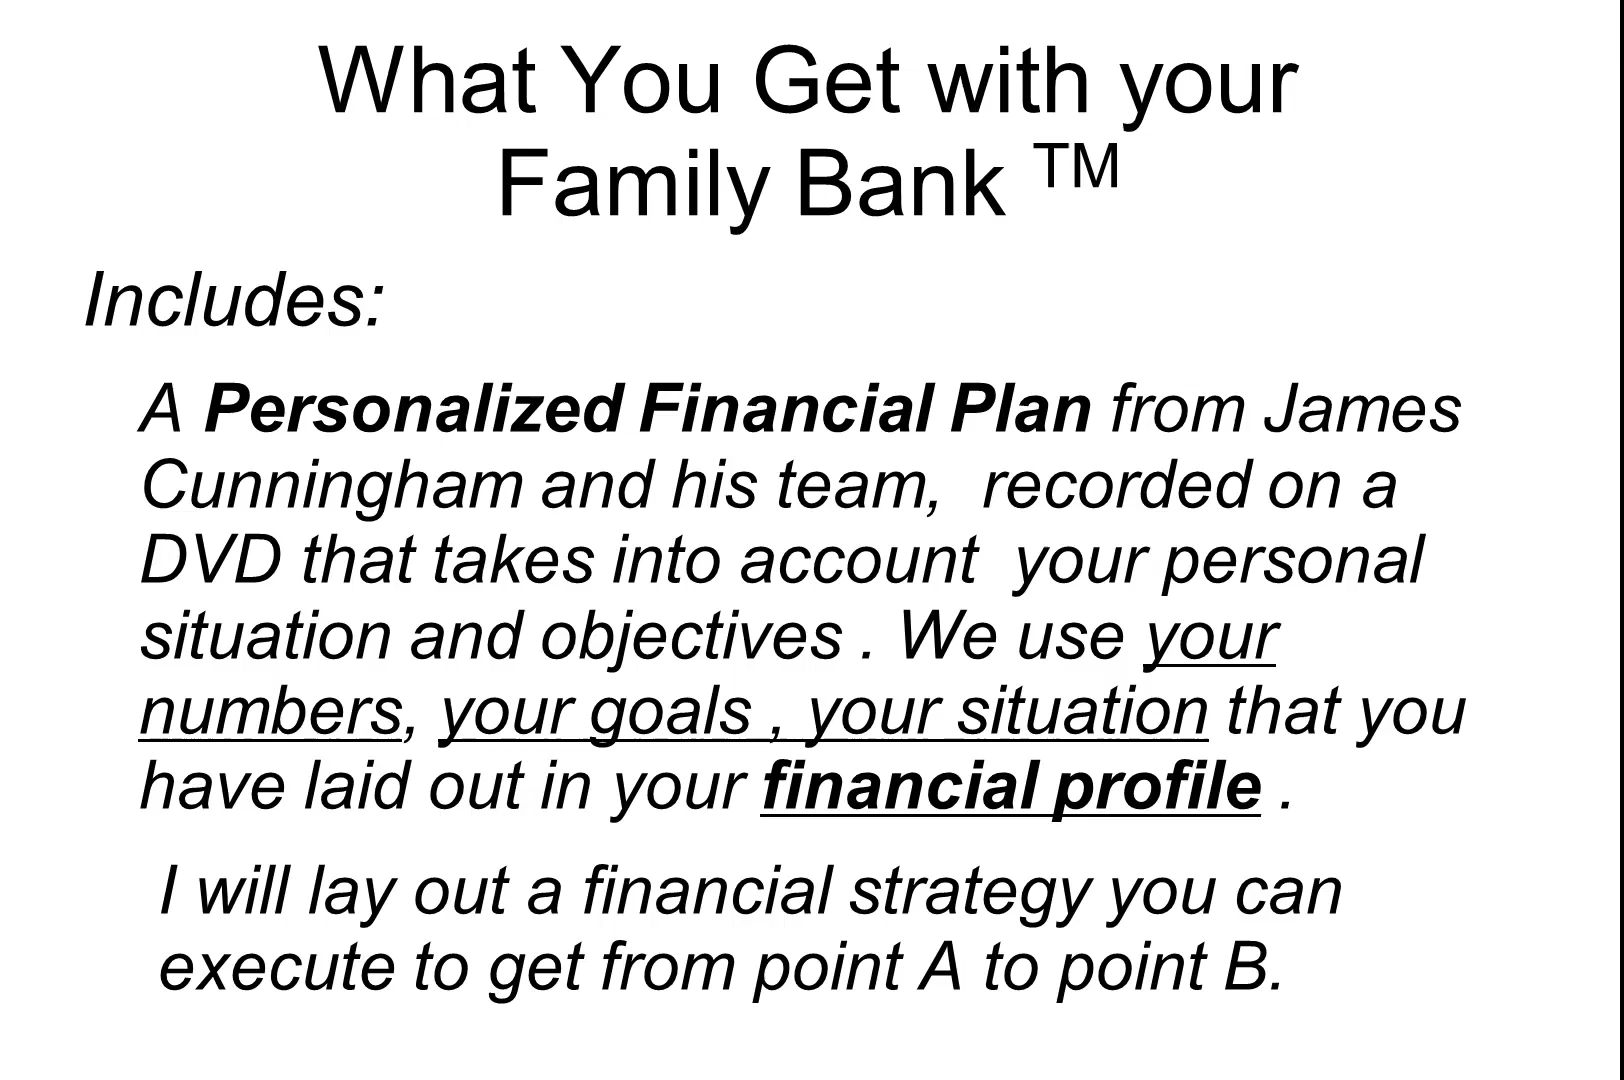 What You Get with your
Family Bank TM
Includes:
A Personalized Financial Plan from James
Cunningham and his team,  recorded on a
DVD that takes into account  your personal
situation and objectives . We use your
numbers, your goals , your situation that you
have laid out in your financial profile .
I will lay out a financial strategy you can
execute to get from point A to point B.